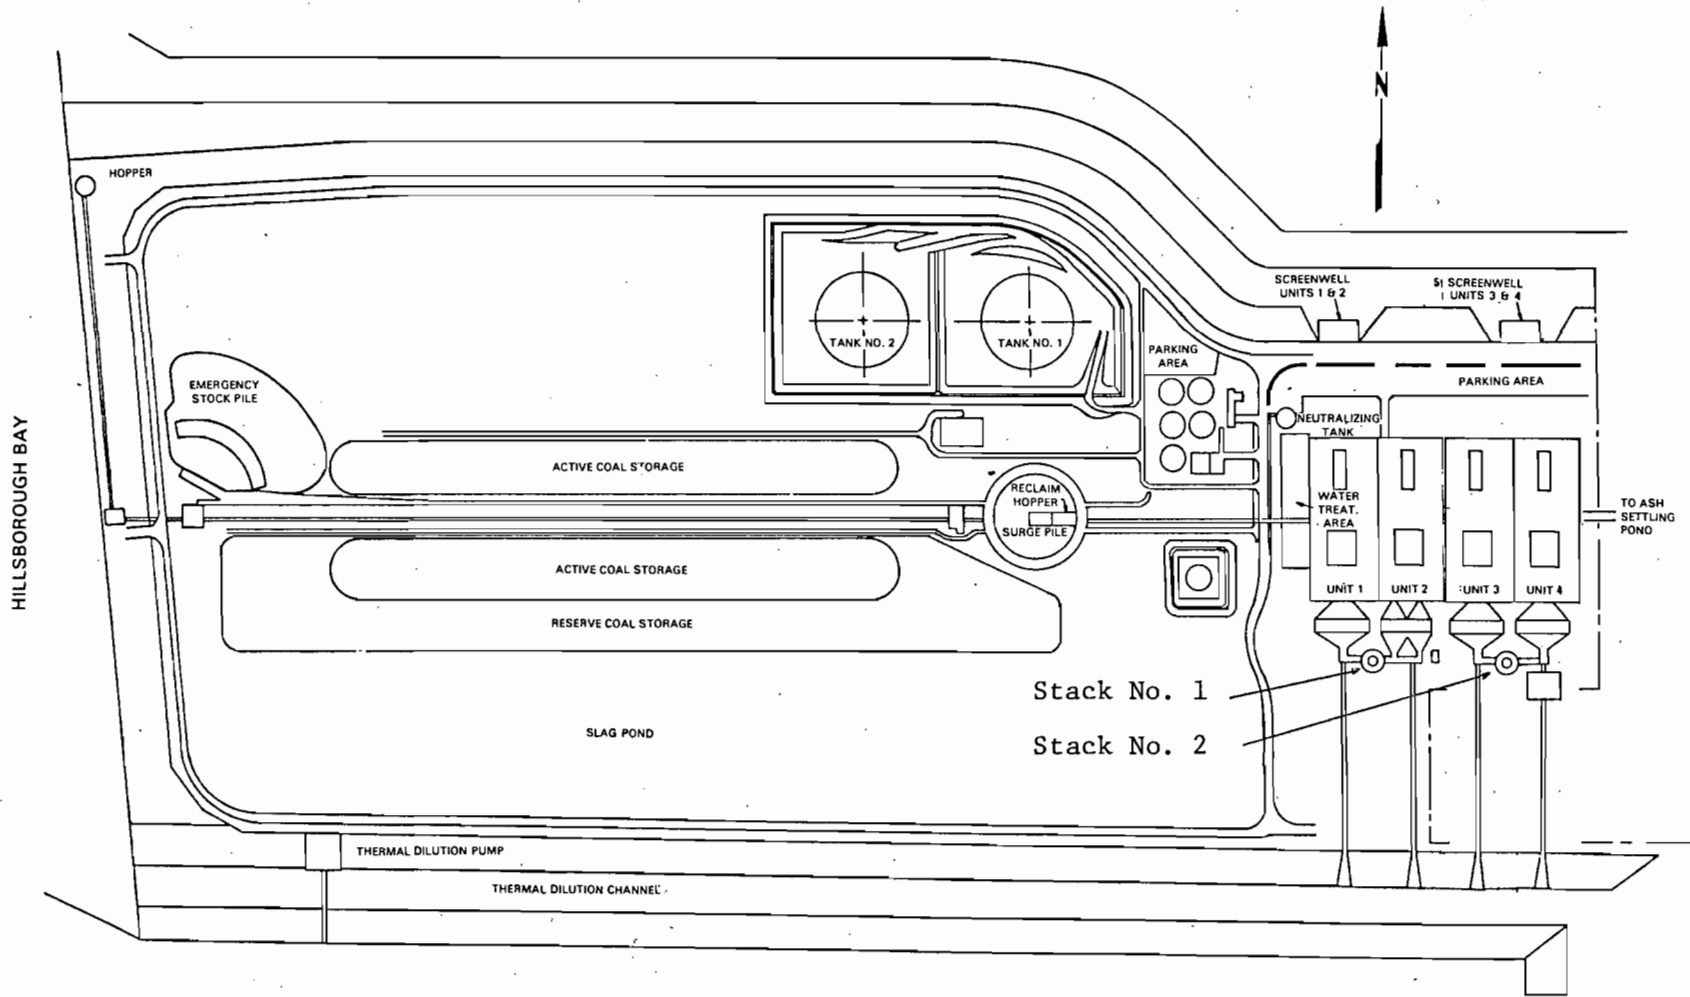 N
HOPPER
SCREENWELL
UNITS 1 & 2
SI SCREENWELL
I UNITS 3 & 4
TANK NO. 2
TANK NO. 1
PARKING
AREA
PARKING AREA
EMERGENCY
STOCK PILE
NEUTRALIZING
TANK
HILLSBOROUGH BAY
ACTIVE COAL STORAGE
RECLAIM
HOPPER
SURGE PILE
WATER
TREAT.
AREA
TO ASH
SETTLING
POND
ACTIVE COAL STORAGE
UNIT 1
UNIT 2
UNIT 3
UNIT 4
RESERVE COAL STORAGE
Stack No. 1
SLAG POND
Stack No. 2
THERMAL DILUTION PUMP
THERMAL DILUTION CHANNEL